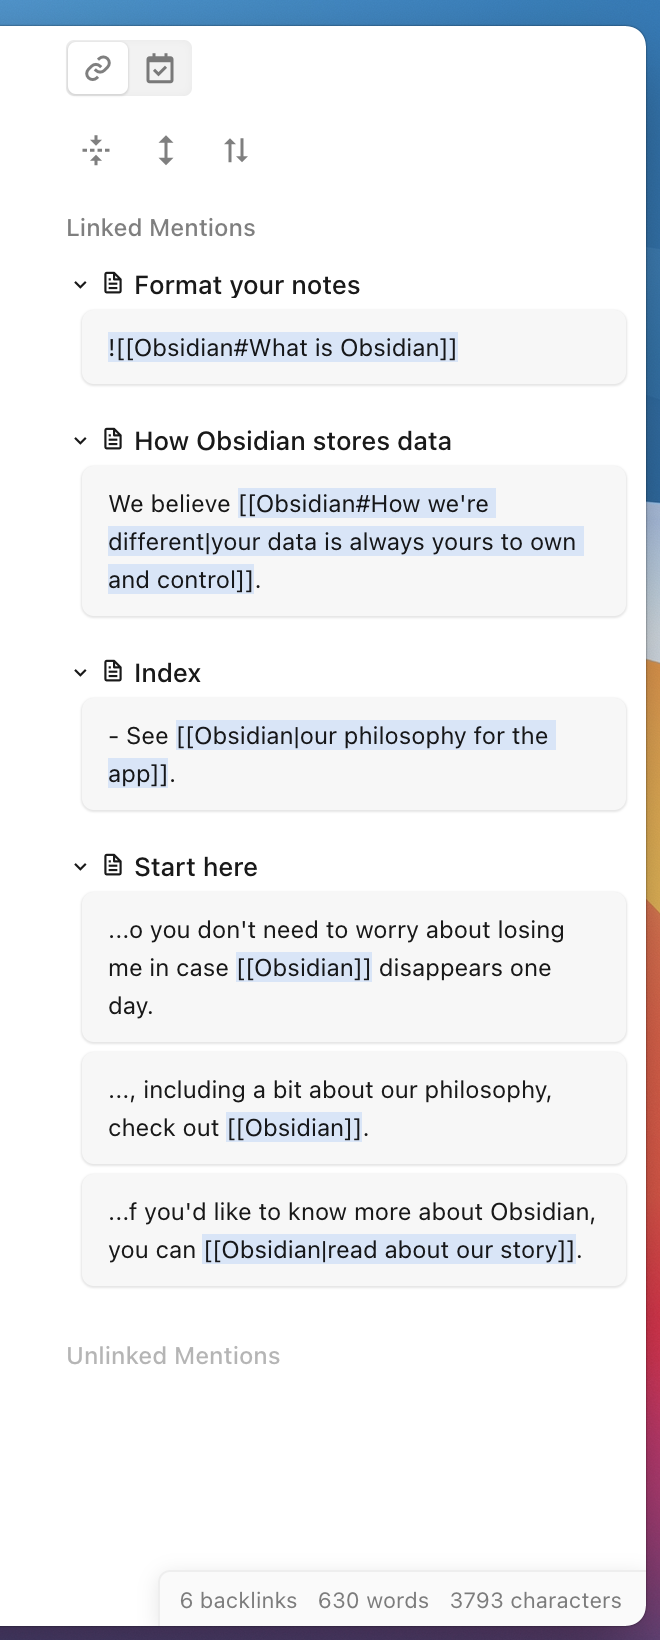 Linked Mentions
Format your notes
![[Obsidian#What is Obsidian]]
How Obsidian stores data
We believe [[Obsidian#How we're
different|your data is always yours to own
and control]].
Index
- See [[Obsidian|our philosophy for the
app]].
Start here
...o you don't need to worry about losing
me in case [[Obsidian]] disappears one
day.
..., including a bit about our philosophy,
check out [[Obsidian]].
...f you'd like to know more about Obsidian,
you can [[Obsidian|read about our story]].
Unlinked Mentions
6 backlinks 630 words 3793 characters